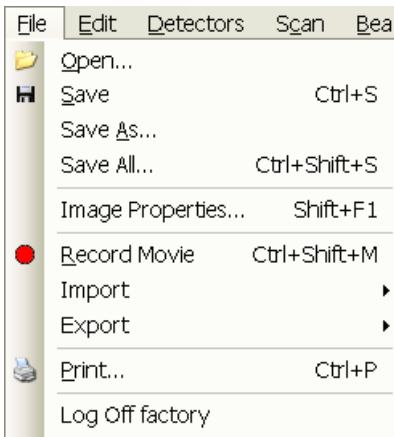 File Edit Detectors Scan Bea
Open...
Save Ctrl+S
Save As...
Save All... Ctrl+Shift+S
Image Properties... Shift+F1
Record Movie Ctrl+Shift+M
Import
Export
Print... Ctrl+P
Log Off factory